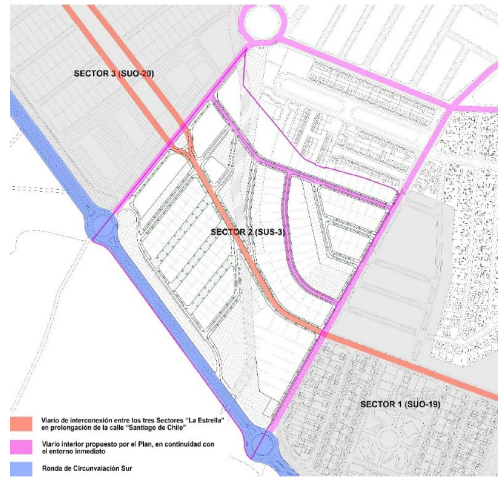 SECTOR 3 (SUO-20)
SECTOR 2 (SUS-3)
SECTOR 1 (SUO-19)
Viario de interconexión entre los tres Sectores "La Estrella"
en prolongación de la calle "Santiago de Chile"
Viario interior propuesto por el Plan, en continuidad con
el entorno inmediato
Ronda de Circunvalación Sur